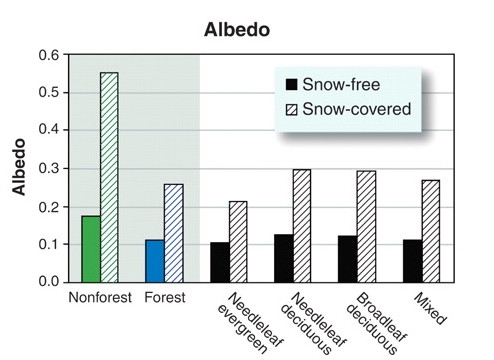 Albedo
0.6
0.5
0.4
0.3
0.2
0.1
0.0
Albedo
Snow-free
Snow-covered
Nonforest
Forest
Needleleaf
evergreen
Needleleaf
deciduous
Broadleaf
deciduous
Mixed